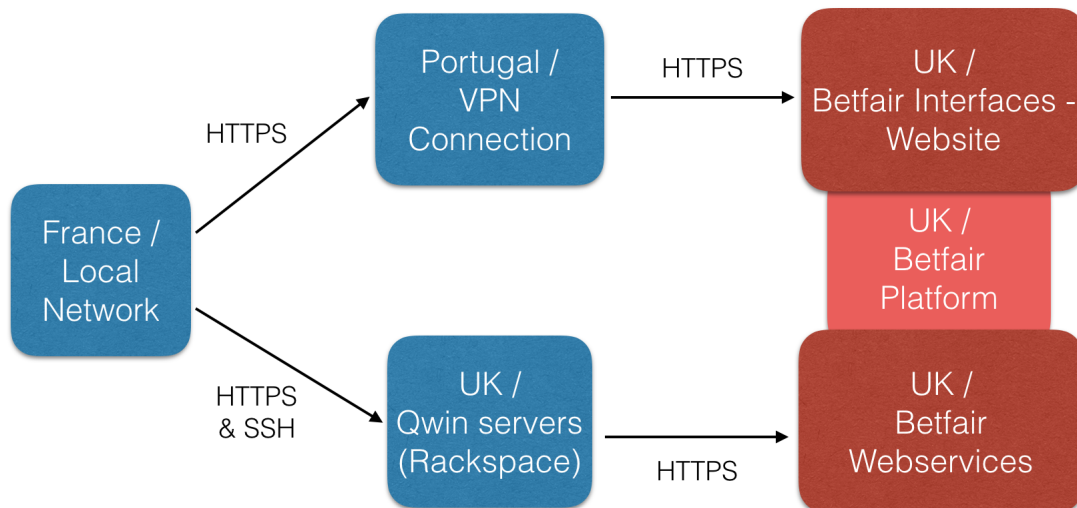 Portugal /
VPN
Connection
HTTPS
UK /
Betfair Interfaces -
Website
HTTPS
France /
Local
Network
UK /
Betfair
Platform
HTTPS
& SSH
UK /
Qwin servers
(Rackspace)
HTTPS
UK /
Betfair
Webservices